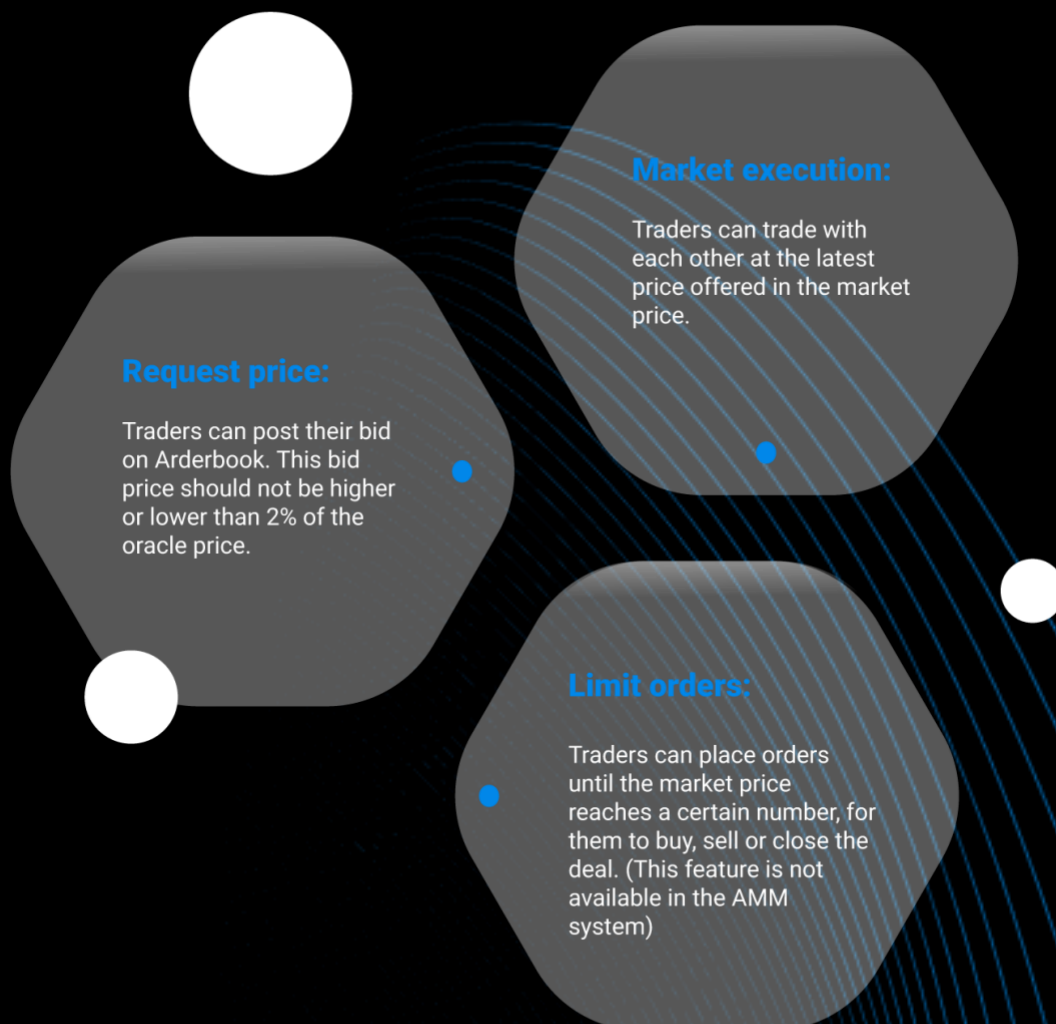 Market execution:
Traders can trade with
each other at the latest
price offered in the market
price.
Request price:
Traders can post their bid
on Arderbook. This bid
price should not be higher
or lower than 2% of the
oracle price.
Limit orders:
Traders can place orders
until the market price
reaches a certain number, for
them to buy, sell or close the
deal. (This feature is not
available in the AMM
system)